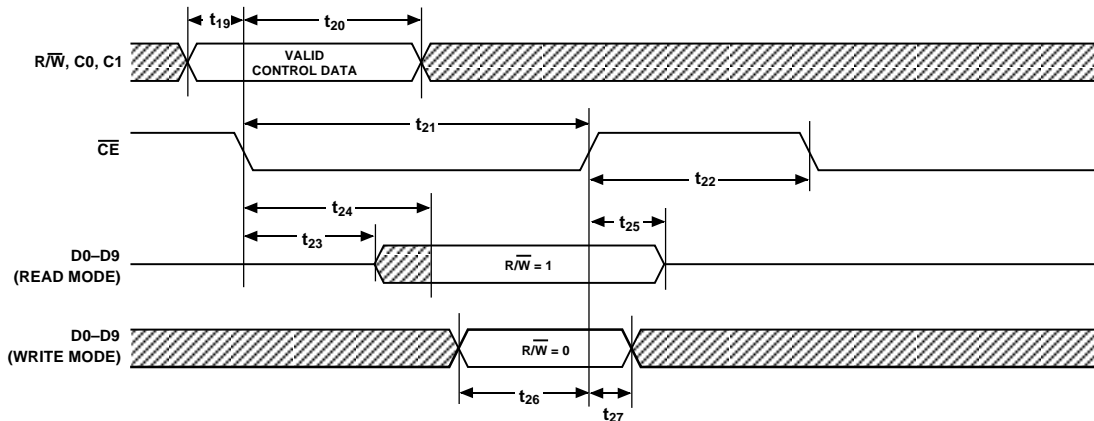 t19
t20
R/W̅, C0, C1
VALID
CONTROL DATA
t21
C̅E̅
t22
t24
t25
t23
D0–D9
(READ MODE)
R/W̅ = 1
D0–D9
(WRITE MODE)
R/W̅ = 0
t26
t27